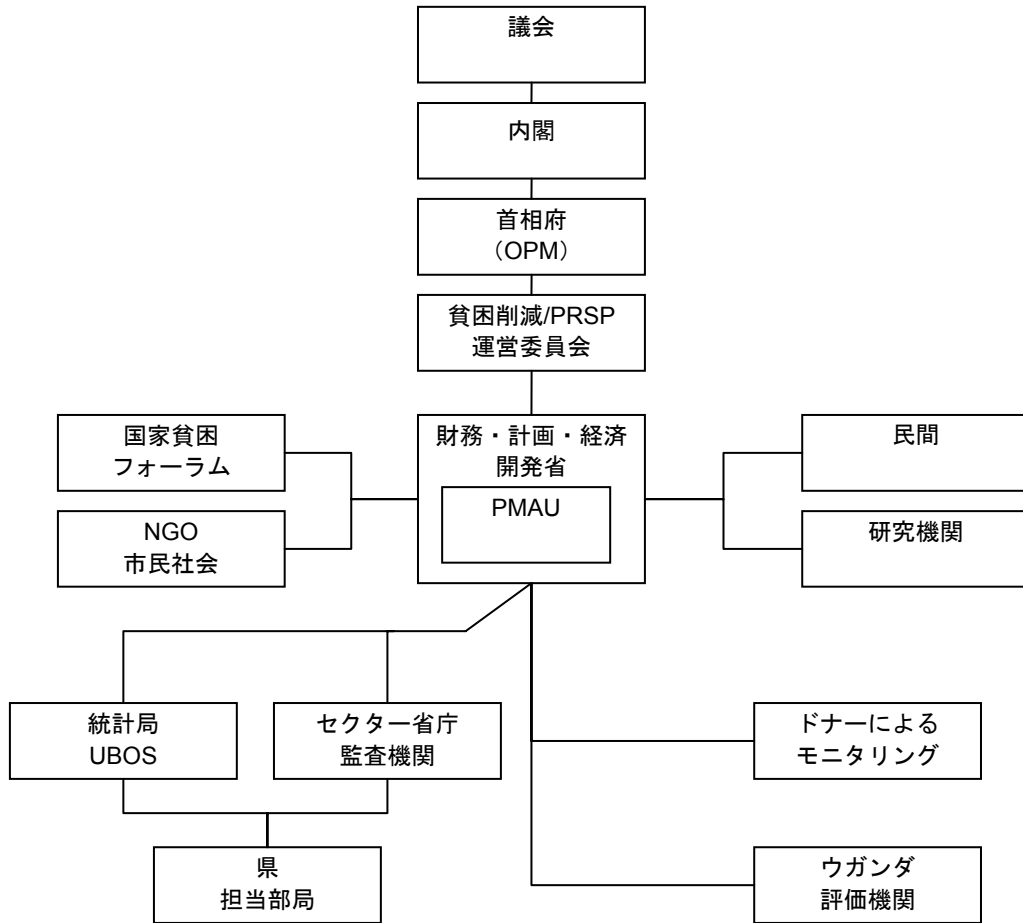 議会
内閣
首相府
（OPM）
貧困削減/PRSP
運営委員会
国家貧困
フォーラム
財務・計画・経済
開発省
PMAU
民間
NGO
市民社会
研究機関
統計局
UBOS
セクター省庁
監査機関
ドナーによる
モニタリング
県
担当部局
ウガンダ
評価機関